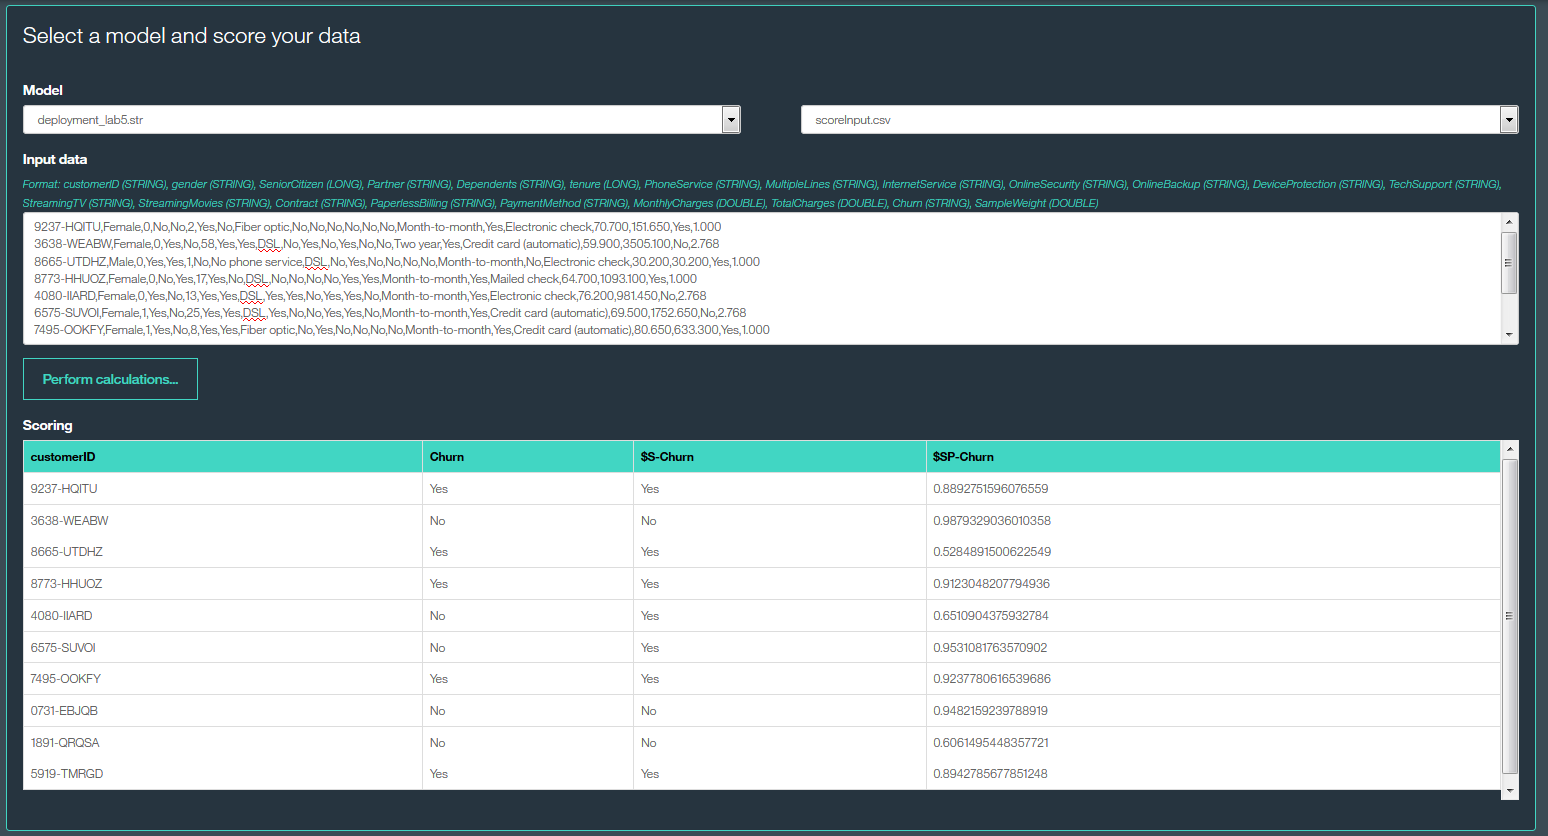 Select a model and score your data
Model
deployment_lab5.str
scoreInput.csv
Input data
Format: customerID (STRING), gender (STRING), SeniorCitizen (LONG), Partner (STRING), Dependents (STRING), tenure (LONG), PhoneService (STRING), MultipleLines (STRING), InternetService (STRING), OnlineSecurity (STRING), OnlineBackup (STRING), DeviceProtection (STRING), TechSupport (STRING),
StreamingTV (STRING), StreamingMovies (STRING), Contract (STRING), PaperlessBilling (STRING), PaymentMethod (STRING), MonthlyCharges (DOUBLE), TotalCharges (DOUBLE), Churn (STRING), SampleWeight (DOUBLE)
9237-HQITU,Female,0,No,No,2,Yes,No,Fiber optic,No,No,No,No,No,No,Month-to-month,Yes,Electronic check,70.700,151.650,Yes,1.000
3638-WEABW,Female,0,Yes,No,58,Yes,Yes,DSL,No,Yes,No,Yes,No,No,Two year,Yes,Credit card (automatic),59.900,3505.100,No,2.768
8665-UTDHZ,Male,0,Yes,Yes,1,No,No phone service,DSL,No,Yes,No,No,No,No,Month-to-month,No,Electronic check,30.200,30.200,Yes,1.000
8773-HHUOZ,Female,0,No,Yes,17,Yes,No,DSL,No,No,No,No,Yes,Yes,Month-to-month,Yes,Mailed check,64.700,1093.100,Yes,1.000
4080-IIARD,Female,0,Yes,No,13,Yes,Yes,DSL,Yes,Yes,No,Yes,Yes,No,Month-to-month,Yes,Electronic check,76.200,981.450,No,2.768
6575-SUVOI,Female,1,Yes,No,25,Yes,Yes,DSL,Yes,No,No,Yes,Yes,No,Month-to-month,Yes,Credit card (automatic),69.500,1752.650,No,2.768
7495-OOKFY,Female,1,Yes,No,8,Yes,Yes,Fiber optic,No,Yes,No,No,No,No,Month-to-month,Yes,Credit card (automatic),80.650,633.300,Yes,1.000
Perform calculations...
Scoring
customerID Churn $S-Churn $SP-Churn
9237-HQITU Yes Yes 0.8892751596076559
3638-WEABW No No 0.9879329036010358
8665-UTDHZ Yes Yes 0.5284891500622549
8773-HHUOZ Yes Yes 0.9123048207794936
4080-IIARD No Yes 0.6510904375932784
6575-SUVOI No Yes 0.9531081763570902
7495-OOKFY Yes Yes 0.9237780616539686
0731-EBJQB No No 0.9482159239788919
1891-QRQSA No No 0.6061495448357721
5919-TMRGD Yes Yes 0.8942785677851248